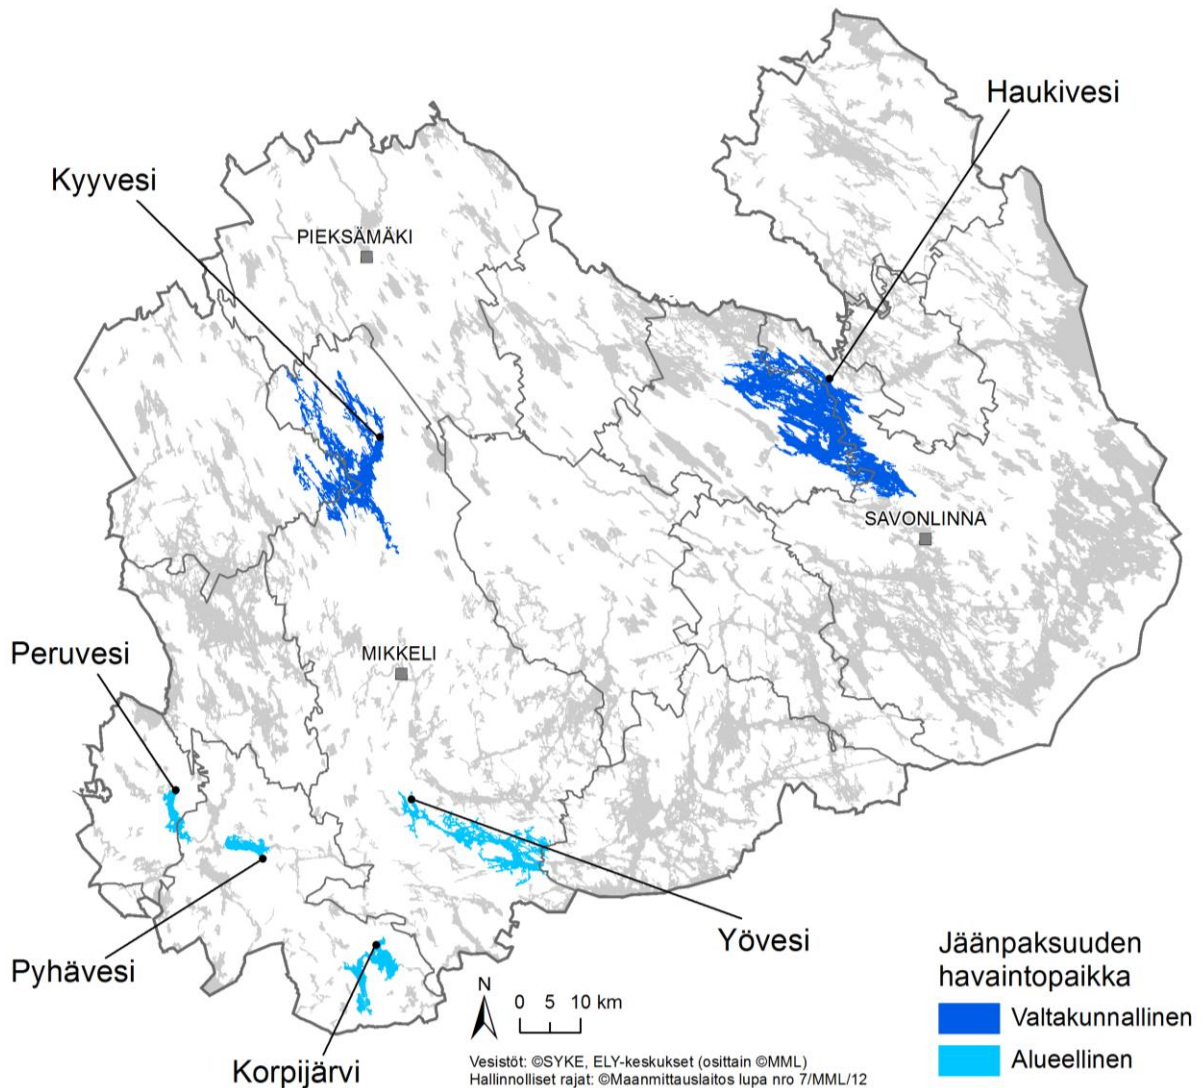 Haukivesi
Kyyvesi
PIEKSÄMÄKI
SAVONLINNA
Peruvesi
MIKKELI
Yövesi
Pyhävesi
Korpijärvi
N
0 5 10 km
Jäänpaksuuden
havaintopaikka
Valtakunnallinen
Alueellinen
Vesistöt: ©SYKE, ELY-keskukset (osittain ©MML)
Hallinnolliset rajat: ©Maanmittauslaitos lupa nro 7/MML/12